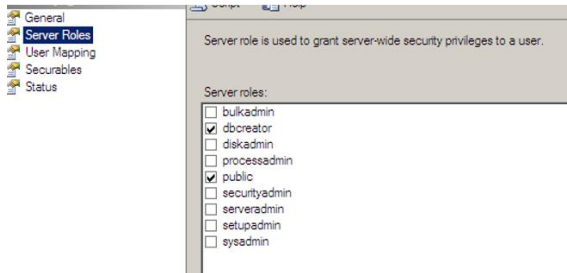 Script
Help
General
Server Roles
User Mapping
Securables
Status
Server role is used to grant server-wide security privileges to a user.
Server roles:
bulkadmin
dbcreator
diskadmin
processadmin
public
securityadmin
serveradmin
setupadmin
sysadmin